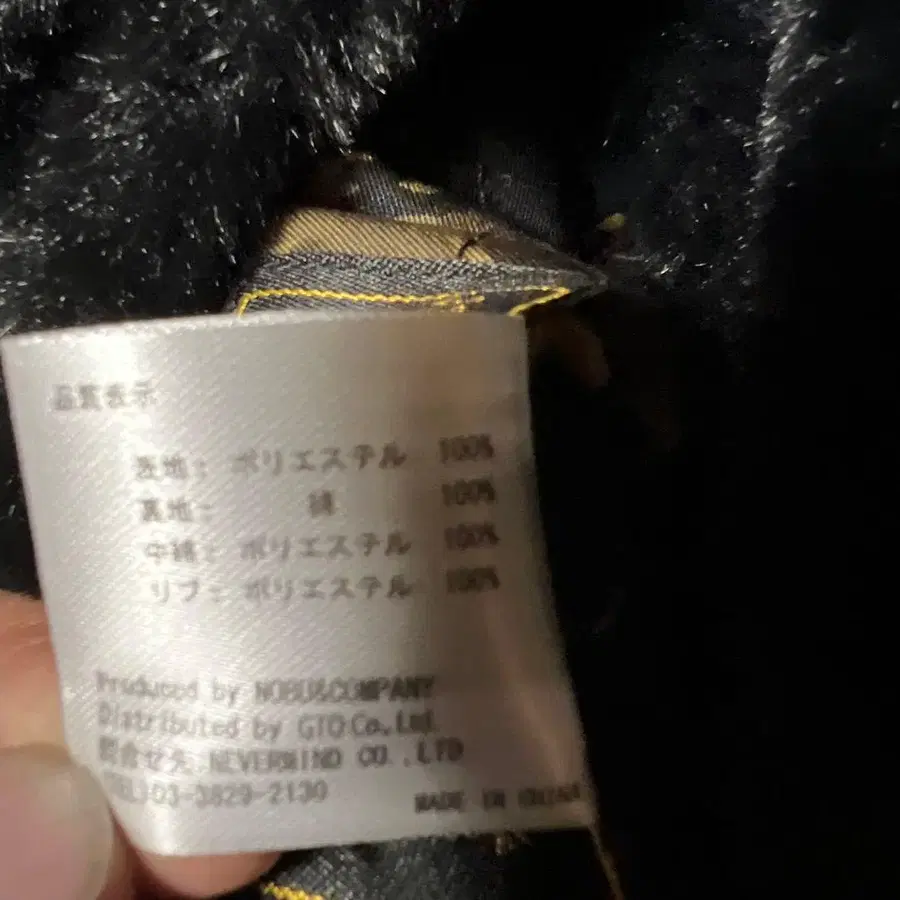 品質表示
表地: ポリエステル 100%
裏地: 綿 100%
中綿: ポリエステル 100%
リブ: ポリエステル 100%
Produced by NOBU&COMPANY
Distributed by GIO Co., Ltd.
問合せ先 NEVERMIND CO.,LTD
TEL)03-3829-2130
MADE IN CHINA